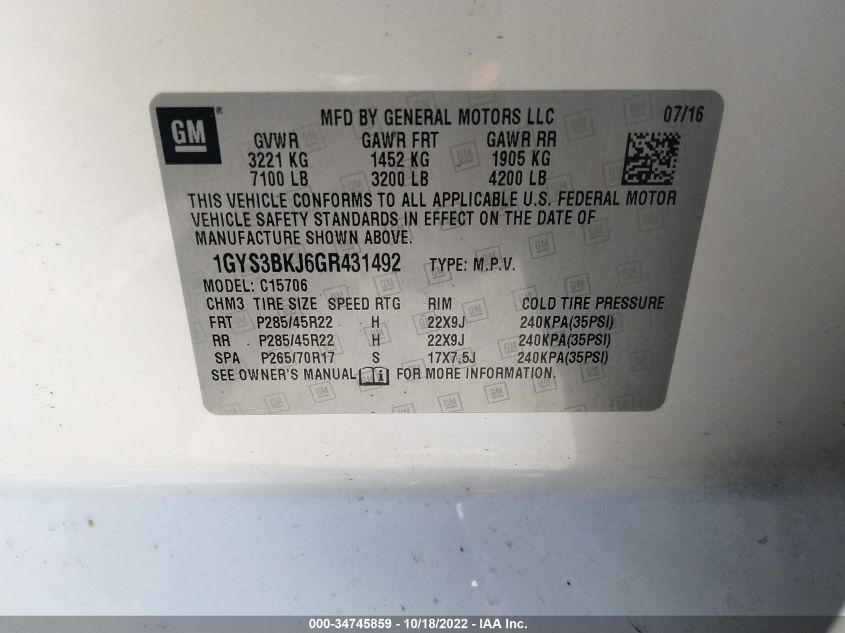 GM ® MFD BY GENERAL MOTORS LLC 07/16
GVWR GAWR FRT GAWR RR
3221 KG 1452 KG 1905 KG
7100 LB 3200 LB 4200 LB
THIS VEHICLE CONFORMS TO ALL APPLICABLE U.S. FEDERAL MOTOR
VEHICLE SAFETY STANDARDS IN EFFECT ON THE DATE OF
MANUFACTURE SHOWN ABOVE.
1GYS3BKJ6GR431492 TYPE: M.P.V.
MODEL: C15706
CHM3 TIRE SIZE SPEED RTG RIM COLD TIRE PRESSURE
FRT P285/45R22 H 22X9J 240KPA(35PSI)
RR P285/45R22 H 22X9J 240KPA(35PSI)
SPA P265/70R17 S 17X7.5J 240KPA(35PSI)
SEE OWNER'S MANUAL FOR MORE INFORMATION.
000-34745859 - 10/18/2022 - IAA Inc.